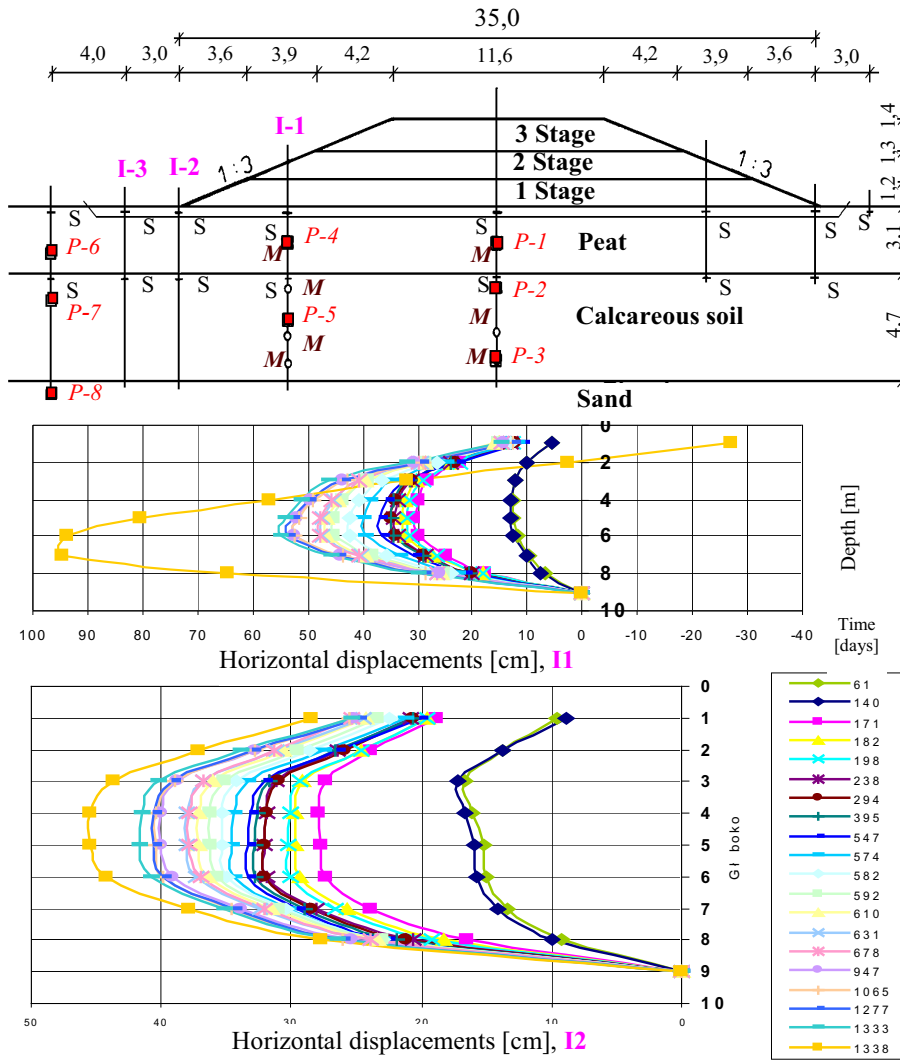 35,0
4,0 3,0 3,6 3,9 4,2 11,6 4,2 3,9 3,6 3,0
I-1
3 Stage
1,4
I-3 I-2 1:3 2 Stage 1:3 1,3
1 Stage 1,2
S S S S S S S S
P-6 P-4 P-1 Peat 3,1
M M
S S S S M S P-2 S S
P-7 P-5 M Calcareous soil 4,7
M
M M P-3
P-8 Sand
0
2
4
6
8
10
Depth [m]
100 90 80 70 60 50 40 30 20 10 0 -10 -20 -30 -40
Horizontal displacements [cm], I1
Time
[days]
0
1
2
3
4
5
6
7
8
9
10
Gł boko
50 40 30 20 10 0
Horizontal displacements [cm], I2
61
140
171
182
198
238
294
395
547
574
582
592
610
631
678
947
1065
1277
1333
1338